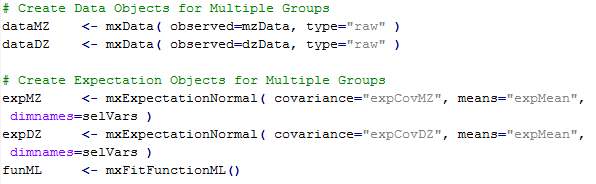 # Create Data Objects for Multiple Groups
dataMZ    <- mxData( observed=mzData, type="raw" )
dataDZ    <- mxData( observed=dzData, type="raw" )

# Create Expectation Objects for Multiple Groups
expMZ     <- mxExpectationNormal( covariance="expCovMZ", means="expMean",
 dimnames=selVars )
expDZ     <- mxExpectationNormal( covariance="expCovDZ", means="expMean",
 dimnames=selVars )
funML     <- mxFitFunctionML()